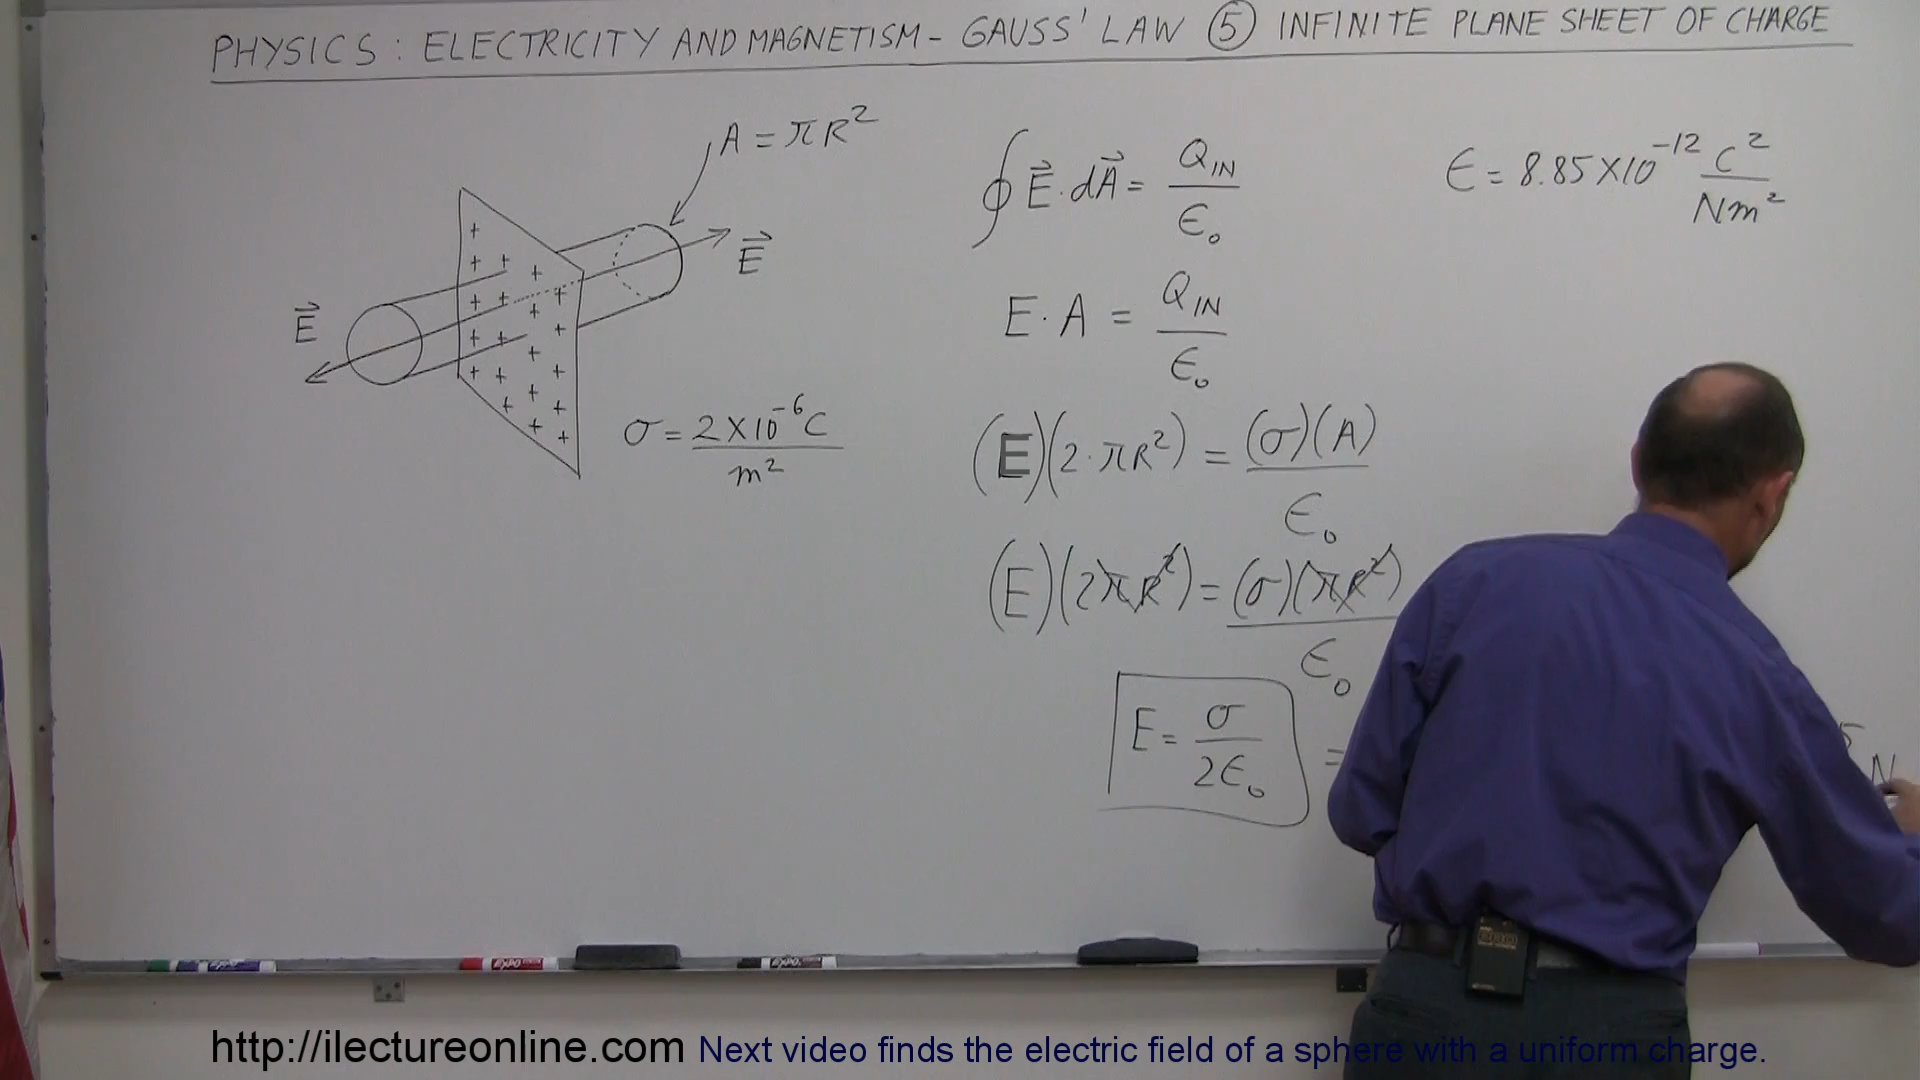 PHYSICS: ELECTRICITY AND MAGNETISM - GAUSS' LAW ⑤ INFINITE PLANE SHEET OF CHARGE
A = πR²
E⃗
E⃗
σ = 2×10⁻⁶C / m²
∮E⃗·dA⃗ = Q_IN / ϵ₀
E·A = Q_IN / ϵ₀
(E)(2·πR²) = (σ)(A) / ϵ₀
(E)(2πR²) = (σ)(πR²) / ϵ₀
E = σ / 2ϵ₀ =
5 N
ϵ = 8.85×10⁻¹² C² / Nm²
http://ilectureonline.com Next video finds the electric field of a sphere with a uniform charge.